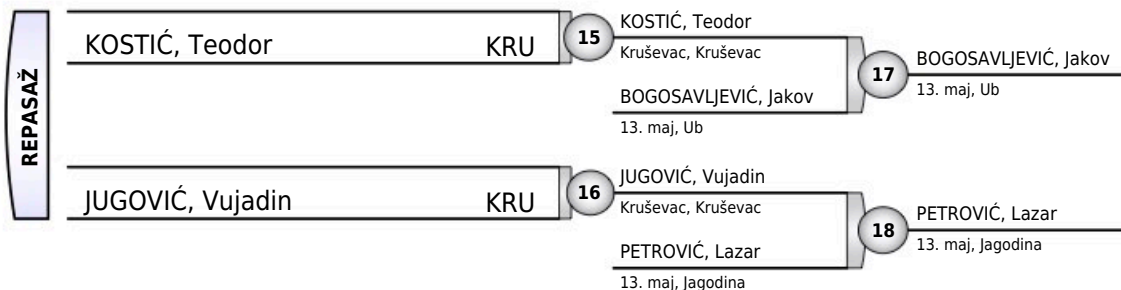 REPASAŽ
KOSTIĆ, Teodor KRU
15
KOSTIĆ, Teodor
Kruševac, Kruševac
BOGOSAVLJEVIĆ, Jakov
13. maj, Ub
17
BOGOSAVLJEVIĆ, Jakov
13. maj, Ub
JUGOVIĆ, Vujadin KRU
16
JUGOVIĆ, Vujadin
Kruševac, Kruševac
PETROVIĆ, Lazar
13. maj, Jagodina
18
PETROVIĆ, Lazar
13. maj, Jagodina